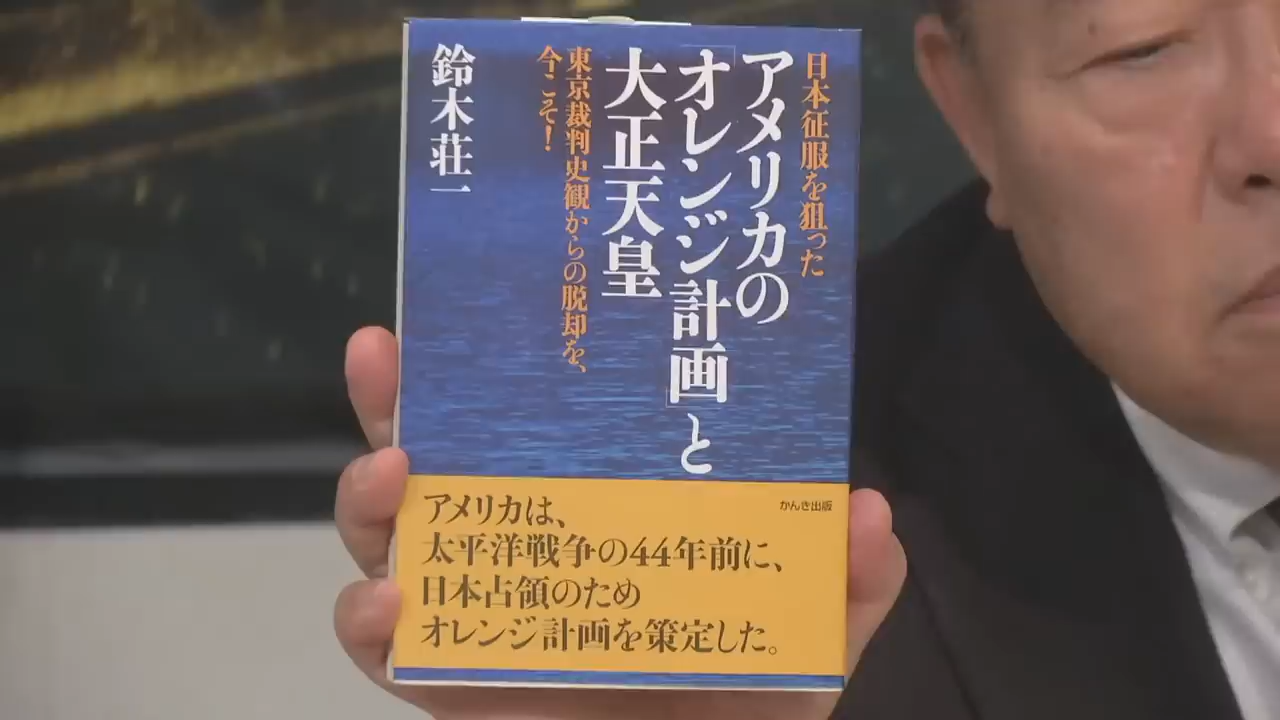 日本征服を狙った
アメリカの
「オレンジ計画」と
大正天皇
東京裁判史観からの脱却を、
今こそ！
鈴木荘一
かんき出版
アメリカは、
太平洋戦争の44年前に、
日本占領のため
オレンジ計画を策定した。